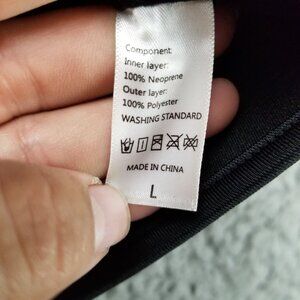 Component:
Inner layer:
100% Neoprene
Outer layer:
100% Polyester
WASHING STANDARD
MADE IN CHINA
L